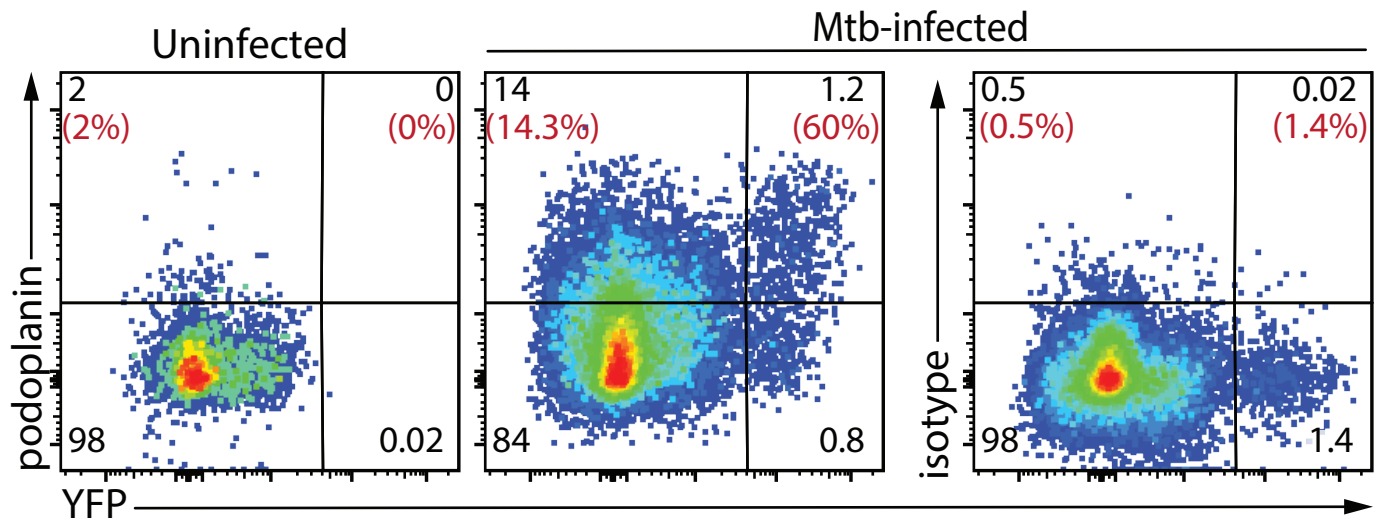 Uninfected
Mtb-infected
podoplanin
2 0
(2%) (0%)
98 0.02
14 1.2
(14.3%) (60%)
84 0.8
isotype
0.5 0.02
(0.5%) (1.4%)
98 1.4
YFP